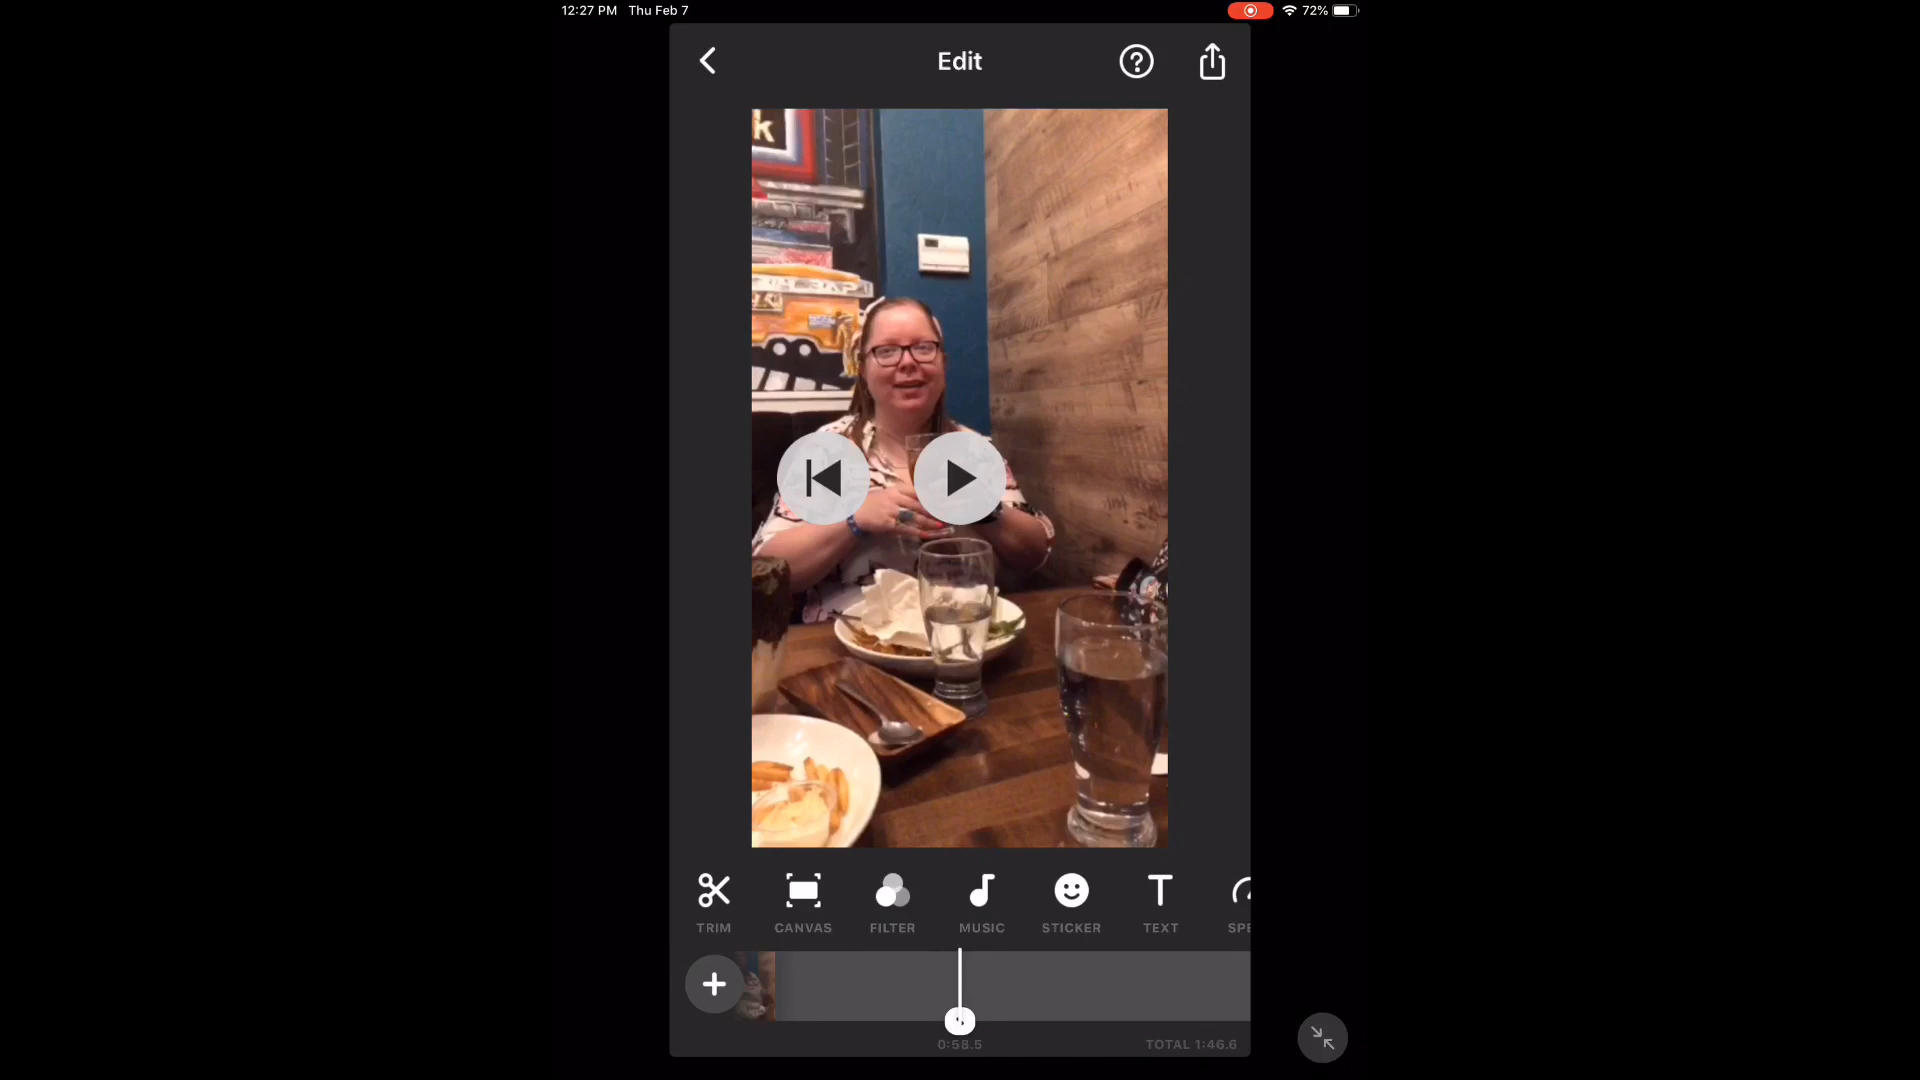 12:27 PM Thu Feb 7
72%
Edit
k
TRIM CANVAS FILTER MUSIC STICKER TEXT SPE
0:58.5
TOTAL 1:46.6